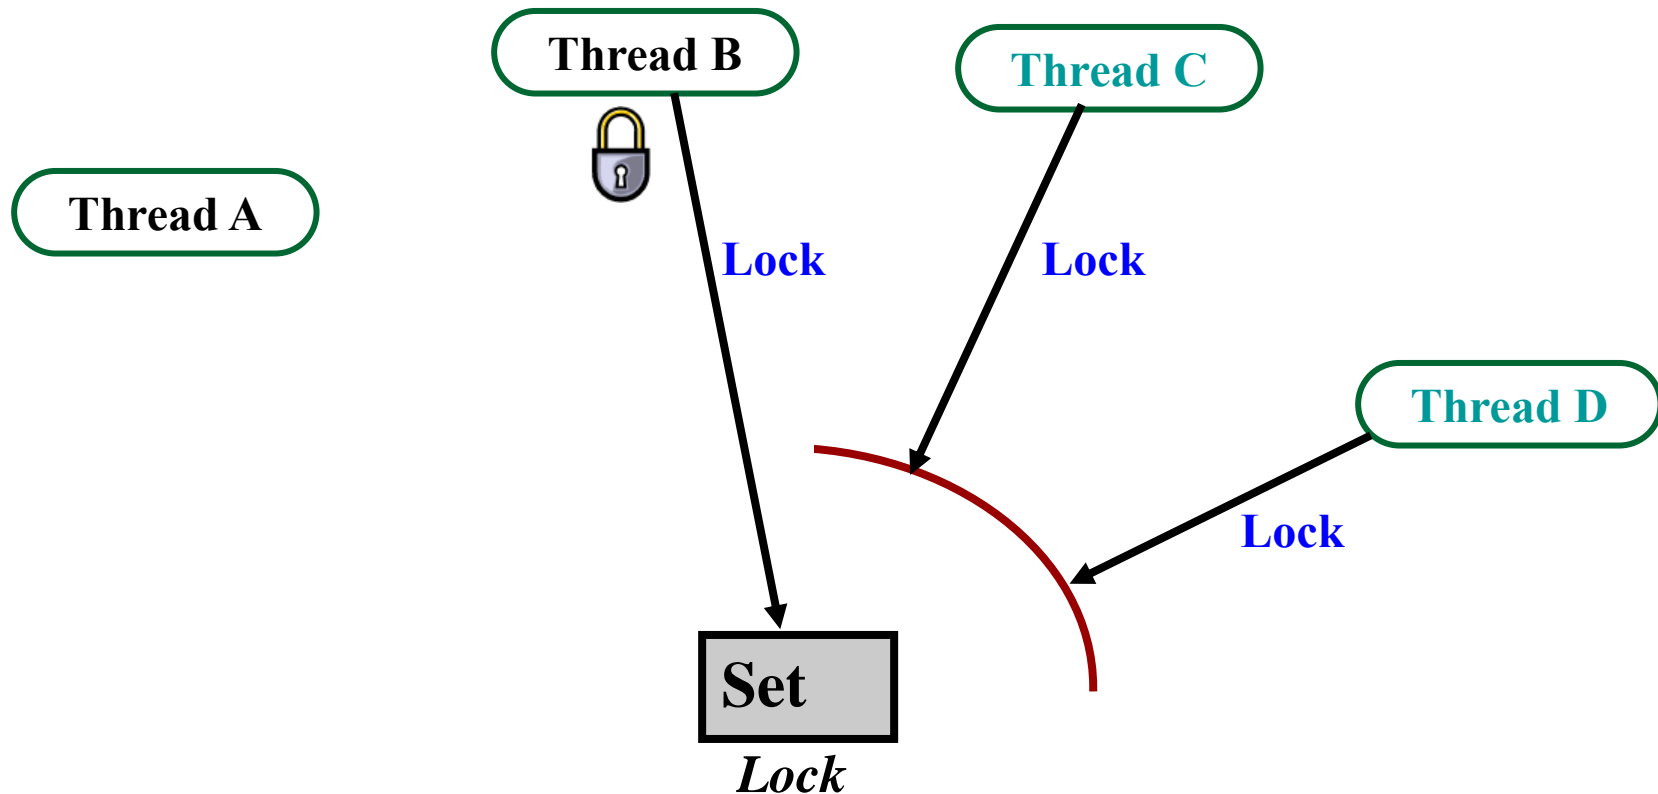 Thread B
Thread C
Thread A
Lock
Lock
Thread D
Lock
Set
Lock